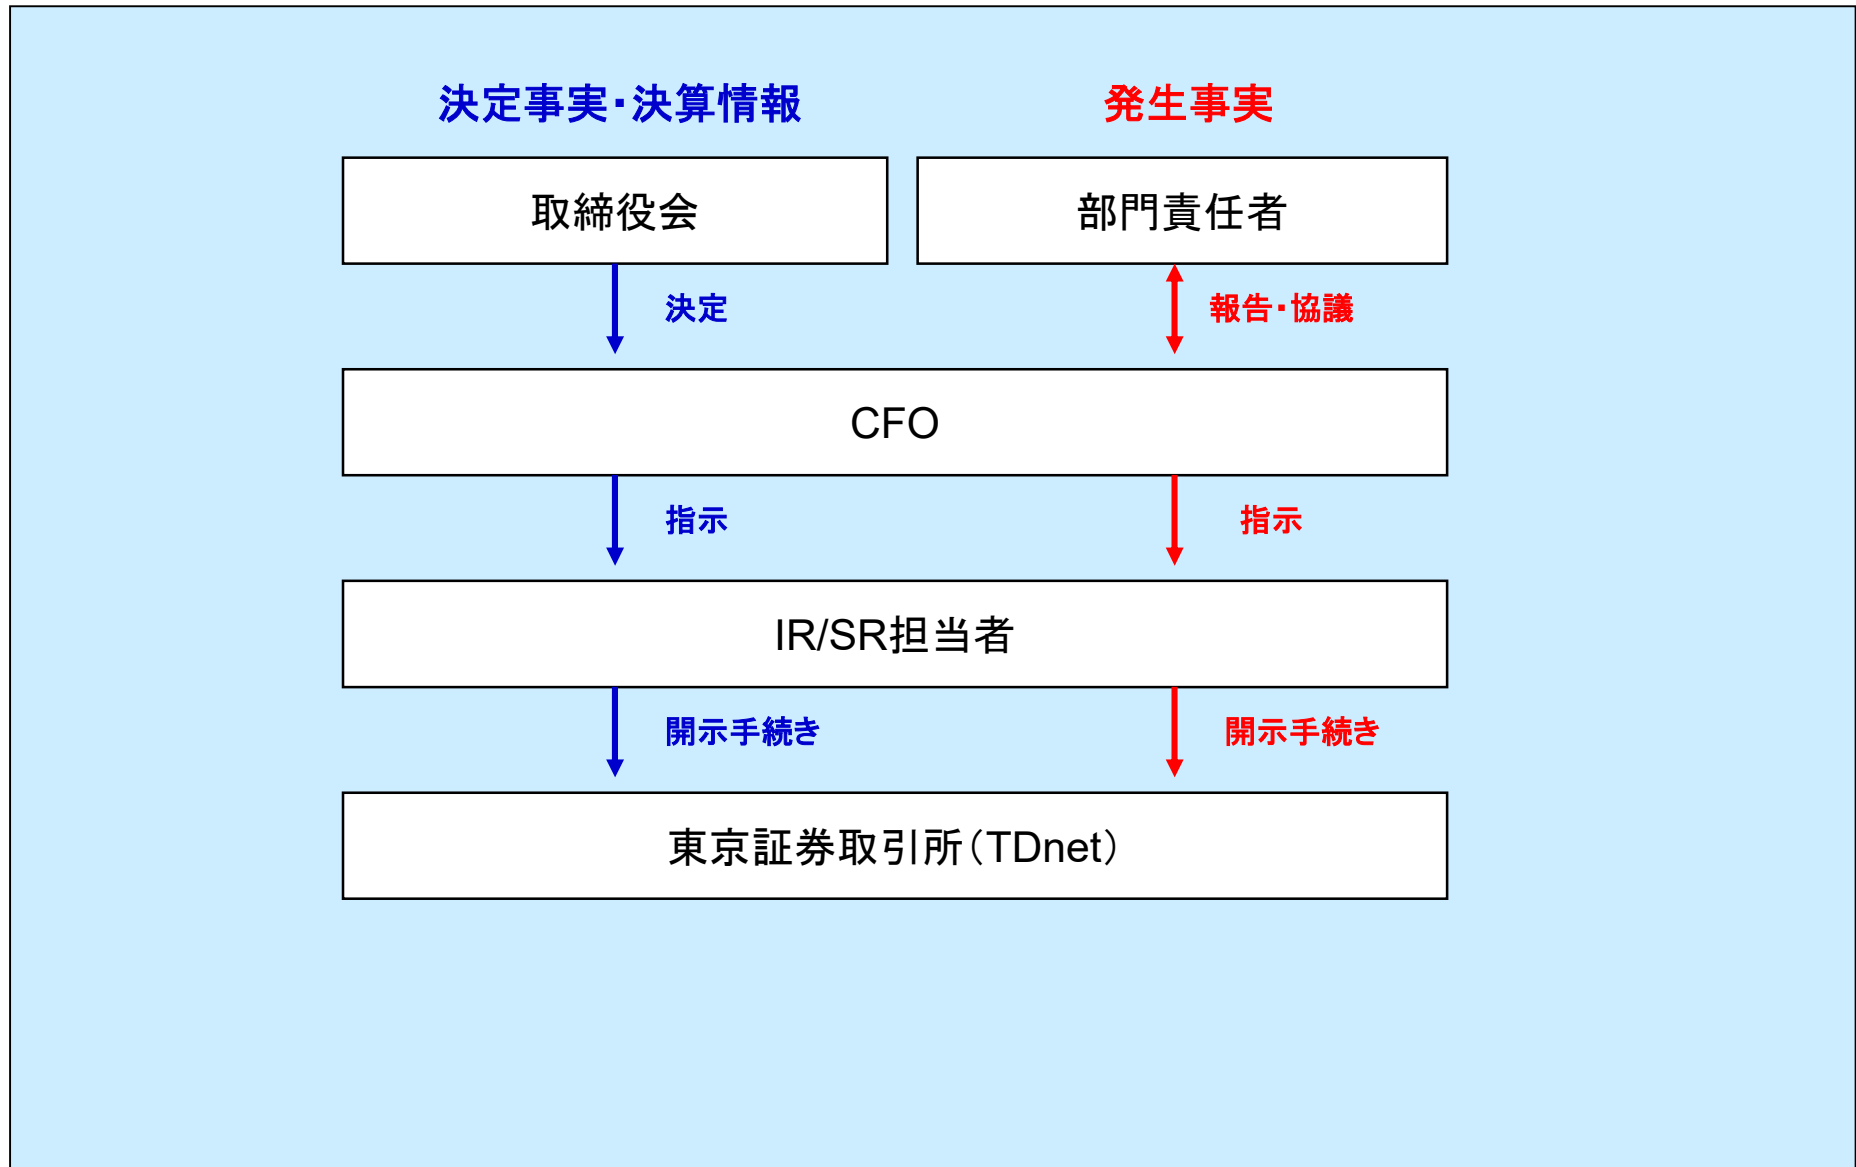 決定事実・決算情報
発生事実
取締役会
部門責任者
決定
報告・協議
CFO
指示
指示
IR/SR担当者
開示手続き
開示手続き
東京証券取引所（TDnet）